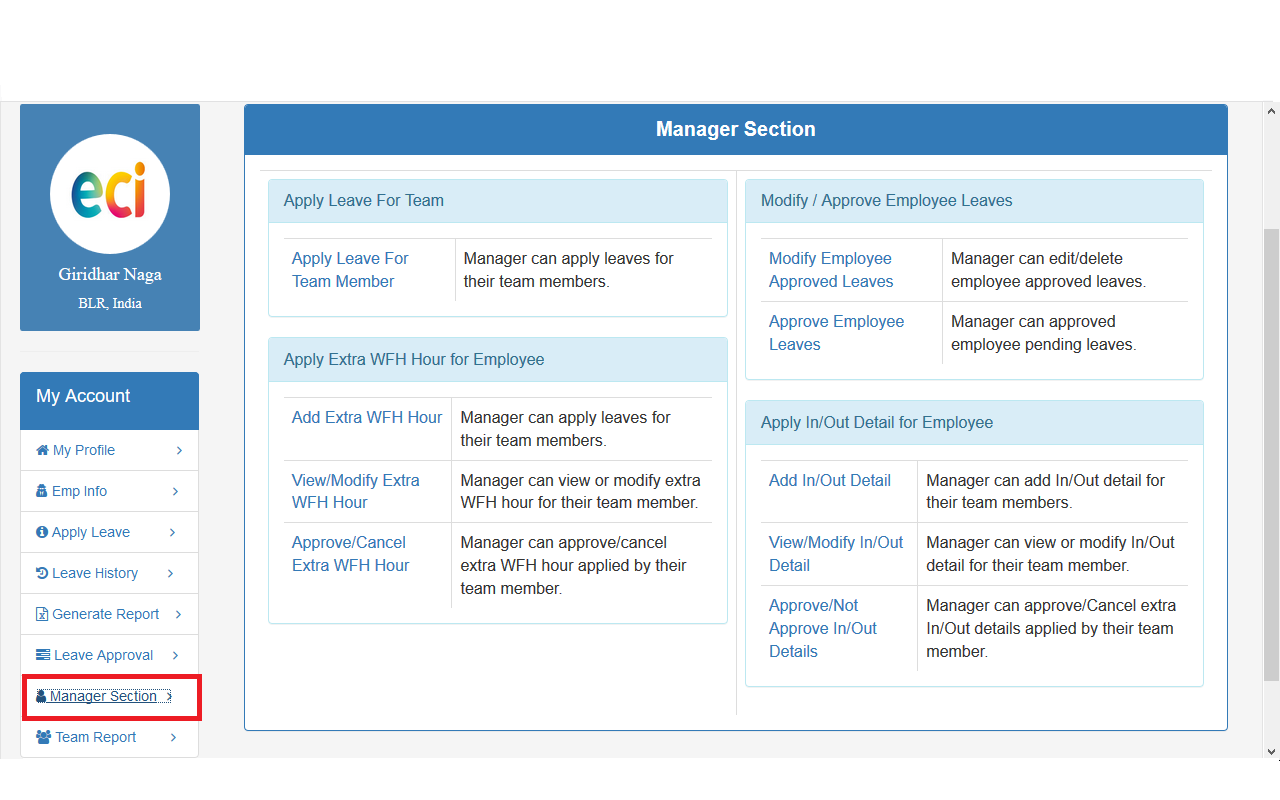 eci
Giridhar Naga
BLR, India
My Account
My Profile
Emp Info
Apply Leave
Leave History
Generate Report
Leave Approval
Manager Section
Team Report
Manager Section
Apply Leave For Team
Apply Leave For
Team Member
Manager can apply leaves for
their team members.
Apply Extra WFH Hour for Employee
Add Extra WFH Hour
Manager can apply leaves for
their team members.
View/Modify Extra
WFH Hour
Manager can view or modify extra
WFH hour for their team member.
Approve/Cancel
Extra WFH Hour
Manager can approve/cancel
extra WFH hour applied by their
team member.
Modify / Approve Employee Leaves
Modify Employee
Approved Leaves
Manager can edit/delete
employee approved leaves.
Approve Employee
Leaves
Manager can approved
employee pending leaves.
Apply In/Out Detail for Employee
Add In/Out Detail
Manager can add In/Out detail for
their team members.
View/Modify In/Out
Detail
Manager can view or modify In/Out
detail for their team member.
Approve/Not
Approve In/Out
Details
Manager can approve/Cancel extra
In/Out details applied by their team
member.